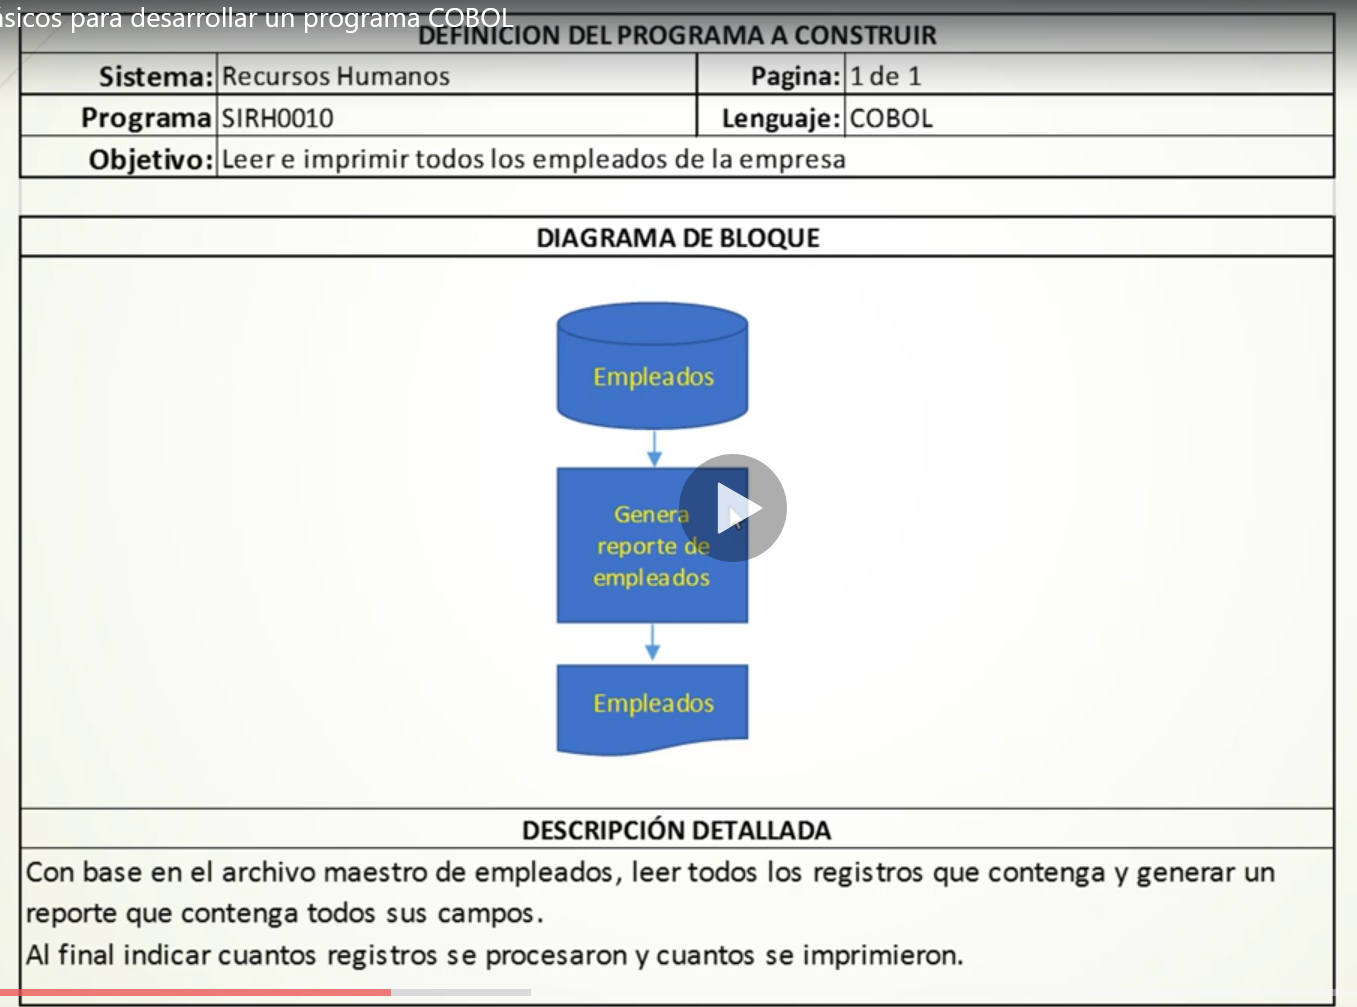 sicos para desarrollar un programa COBOL
DEFINICION DEL PROGRAMA A CONSTRUIR
Sistema: Recursos Humanos Pagina: 1 de 1
Programa SIRH0010 Lenguaje: COBOL
Objetivo: Leer e imprimir todos los empleados de la empresa
DIAGRAMA DE BLOQUE
Empleados
Genera
reporte de
empleados
Empleados
DESCRIPCIÓN DETALLADA
Con base en el archivo maestro de empleados, leer todos los registros que contenga y generar un
reporte que contenga todos sus campos.
Al final indicar cuantos registros se procesaron y cuantos se imprimieron.